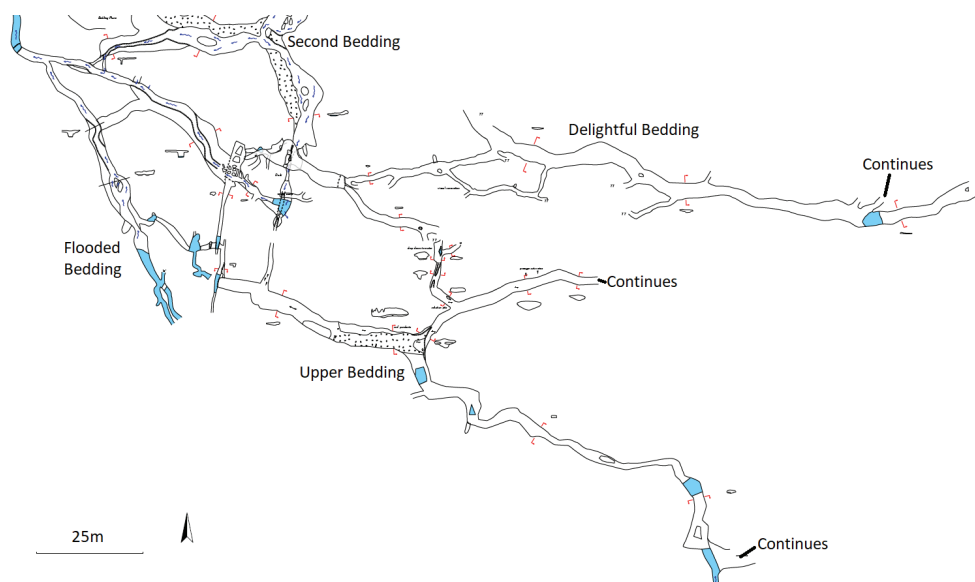 Second Bedding
Delightful Bedding
Continues
Flooded
Bedding
Continues
Upper Bedding
25m
Continues